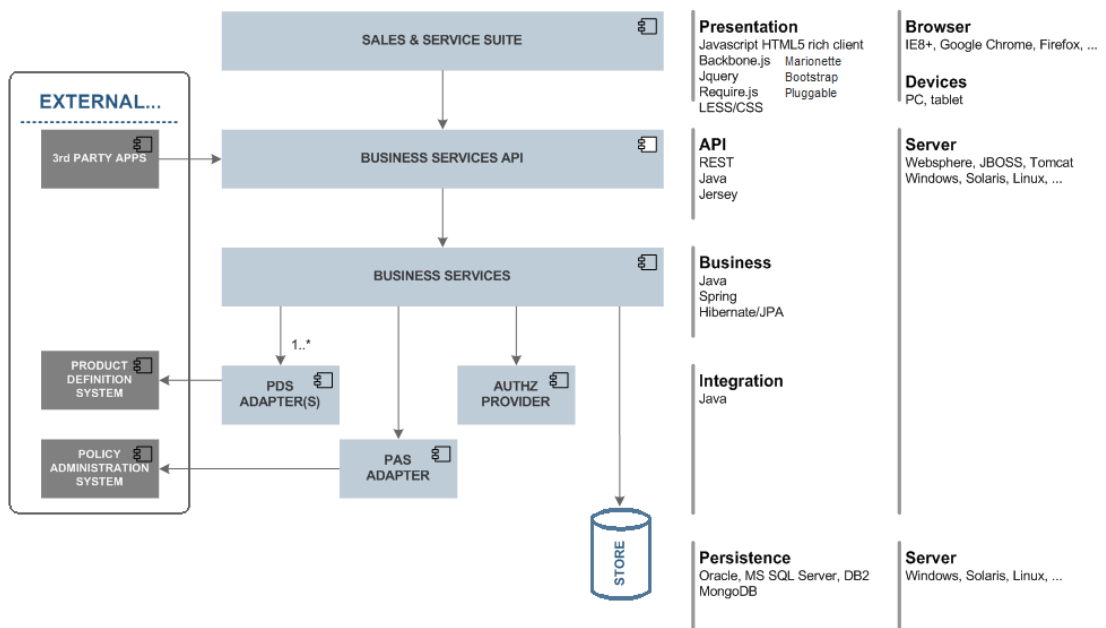 SALES & SERVICE SUITE
Presentation
Javascript HTML5 rich client
Backbone.js Marionette
Jquery Bootstrap
Require.js Pluggable
LESS/CSS
Browser
IE8+, Google Chrome, Firefox, ...
Devices
PC, tablet
EXTERNAL...
3rd PARTY APPS
BUSINESS SERVICES API
API
REST
Java
Jersey
Server
Websphere, JBOSS, Tomcat
Windows, Solaris, Linux, ...
BUSINESS SERVICES
Business
Java
Spring
Hibernate/JPA
1..*
PRODUCT
DEFINITION
SYSTEM
PDS
ADAPTER(S)
AUTHZ
PROVIDER
Integration
Java
POLICY
ADMINISTRATION
SYSTEM
PAS
ADAPTER
STORE
Persistence
Oracle, MS SQL Server, DB2
MongoDB
Server
Windows, Solaris, Linux, ...